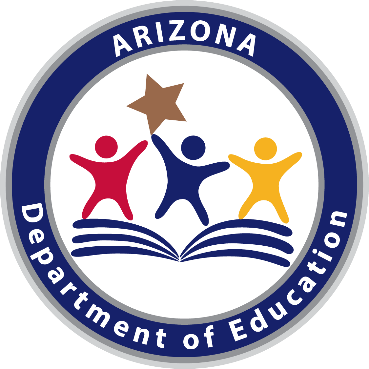 ARIZONA
Department of Education